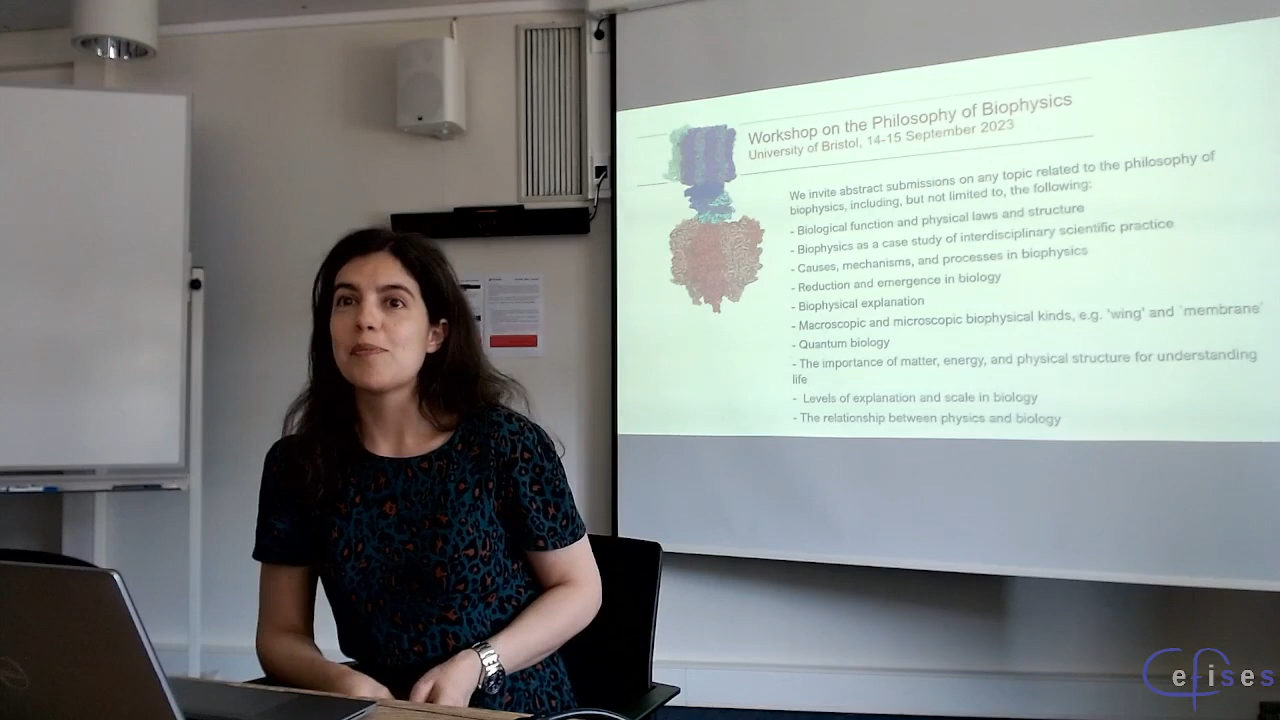 Workshop on the Philosophy of Biophysics
University of Bristol, 14-15 September 2023
We invite abstract submissions on any topic related to the philosophy of
biophysics, including, but not limited to, the following:
- Biological function and physical laws and structure
- Biophysics as a case study of interdisciplinary scientific practice
- Causes, mechanisms, and processes in biophysics
- Reduction and emergence in biology
- Biophysical explanation
- Macroscopic and microscopic biophysical kinds, e.g. 'wing' and `membrane'
- Quantum biology
- The importance of matter, energy, and physical structure for understanding
life
- Levels of explanation and scale in biology
- The relationship between physics and biology
Cefises